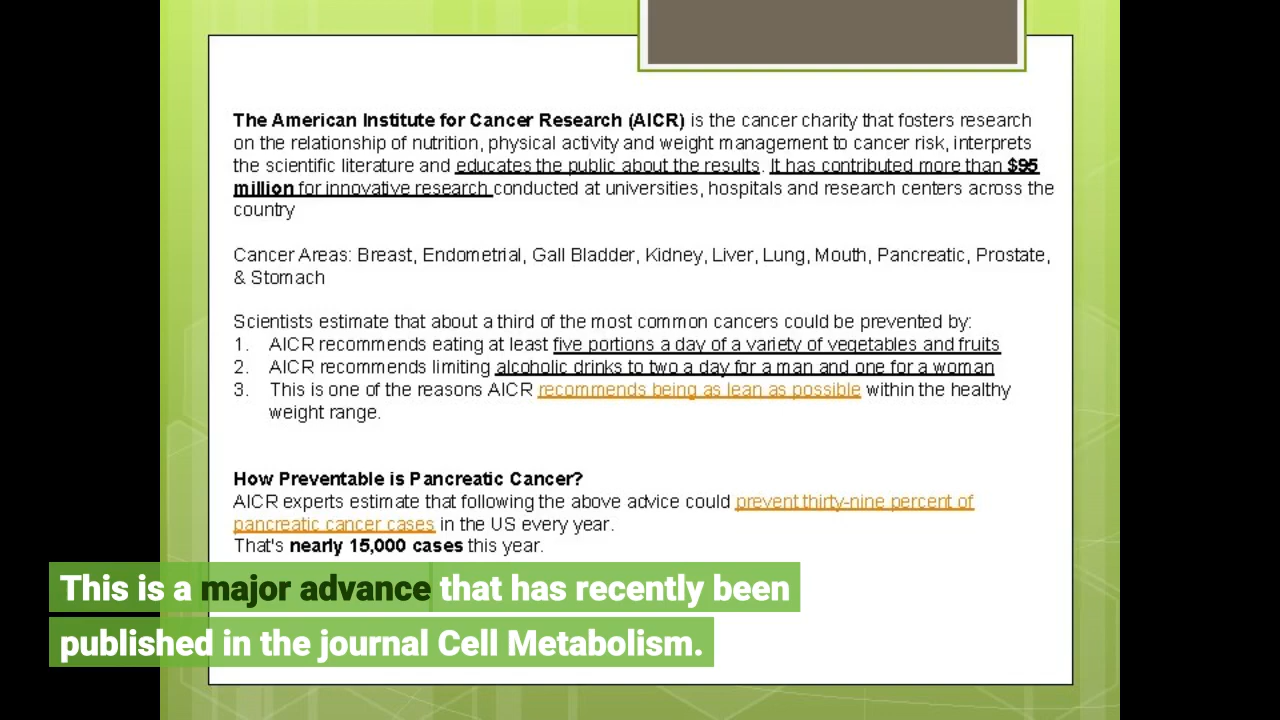 The American Institute for Cancer Research (AICR) is the cancer charity that fosters research
on the relationship of nutrition, physical activity and weight management to cancer risk, interprets
the scientific literature and educates the public about the results. It has contributed more than $95
million for innovative research conducted at universities, hospitals and research centers across the
country
Cancer Areas: Breast, Endometrial, Gall Bladder, Kidney, Liver, Lung, Mouth, Pancreatic, Prostate,
& Stomach
Scientists estimate that about a third of the most common cancers could be prevented by:
1. AICR recommends eating at least five portions a day of a variety of vegetables and fruits
2. AICR recommends limiting alcoholic drinks to two a day for a man and one for a woman
3. This is one of the reasons AICR recommends being as lean as possible within the healthy
weight range.
How Preventable is Pancreatic Cancer?
AICR experts estimate that following the above advice could prevent thirty-nine percent of
pancreatic cancer cases in the US every year.
That's nearly 15,000 cases this year.
This is a major advance that has recently been
published in the journal Cell Metabolism.